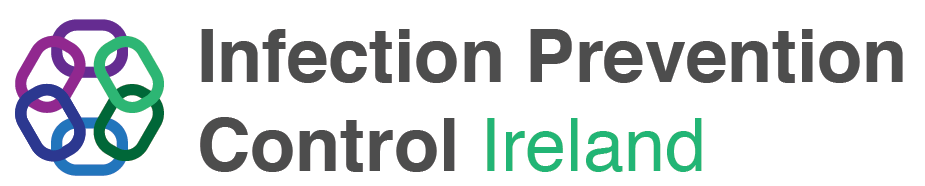 Infection Prevention
Control Ireland